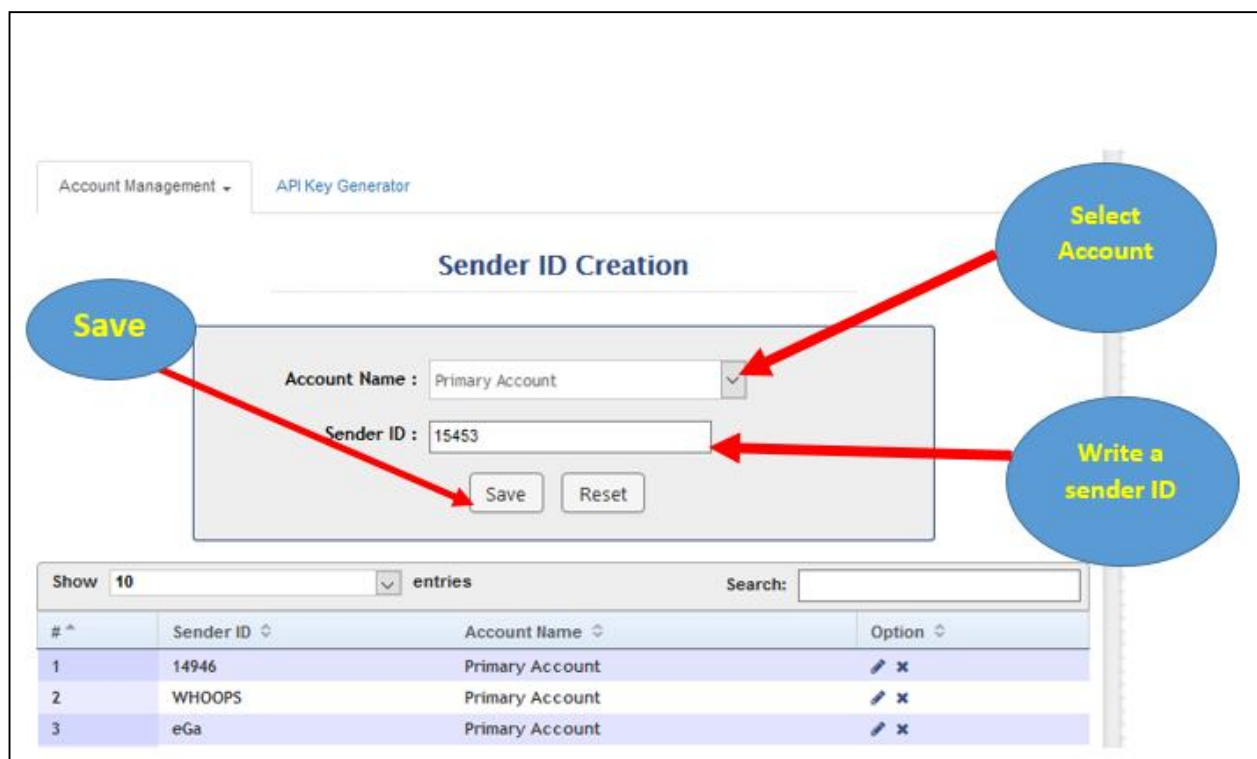 Account Management
API Key Generator
Select
Account
Sender ID Creation
Save
Account Name : Primary Account
Sender ID : 15453
Write a
sender ID
Save Reset
Show 10 entries Search:
# Sender ID Account Name Option
1 14946 Primary Account
2 WHOOPS Primary Account
3 eGa Primary Account